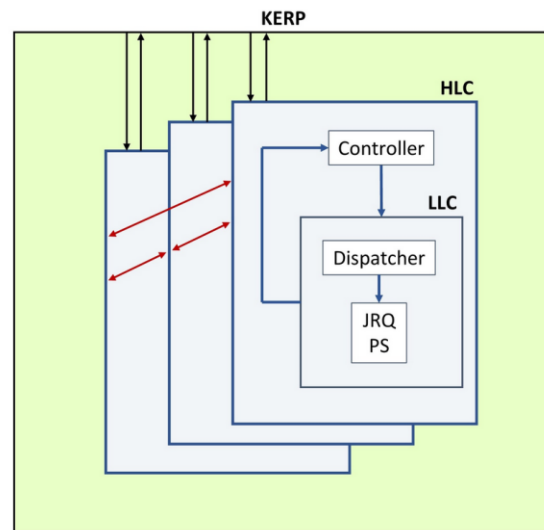 KERP
HLC
Controller
LLC
Dispatcher
JRQ
PS